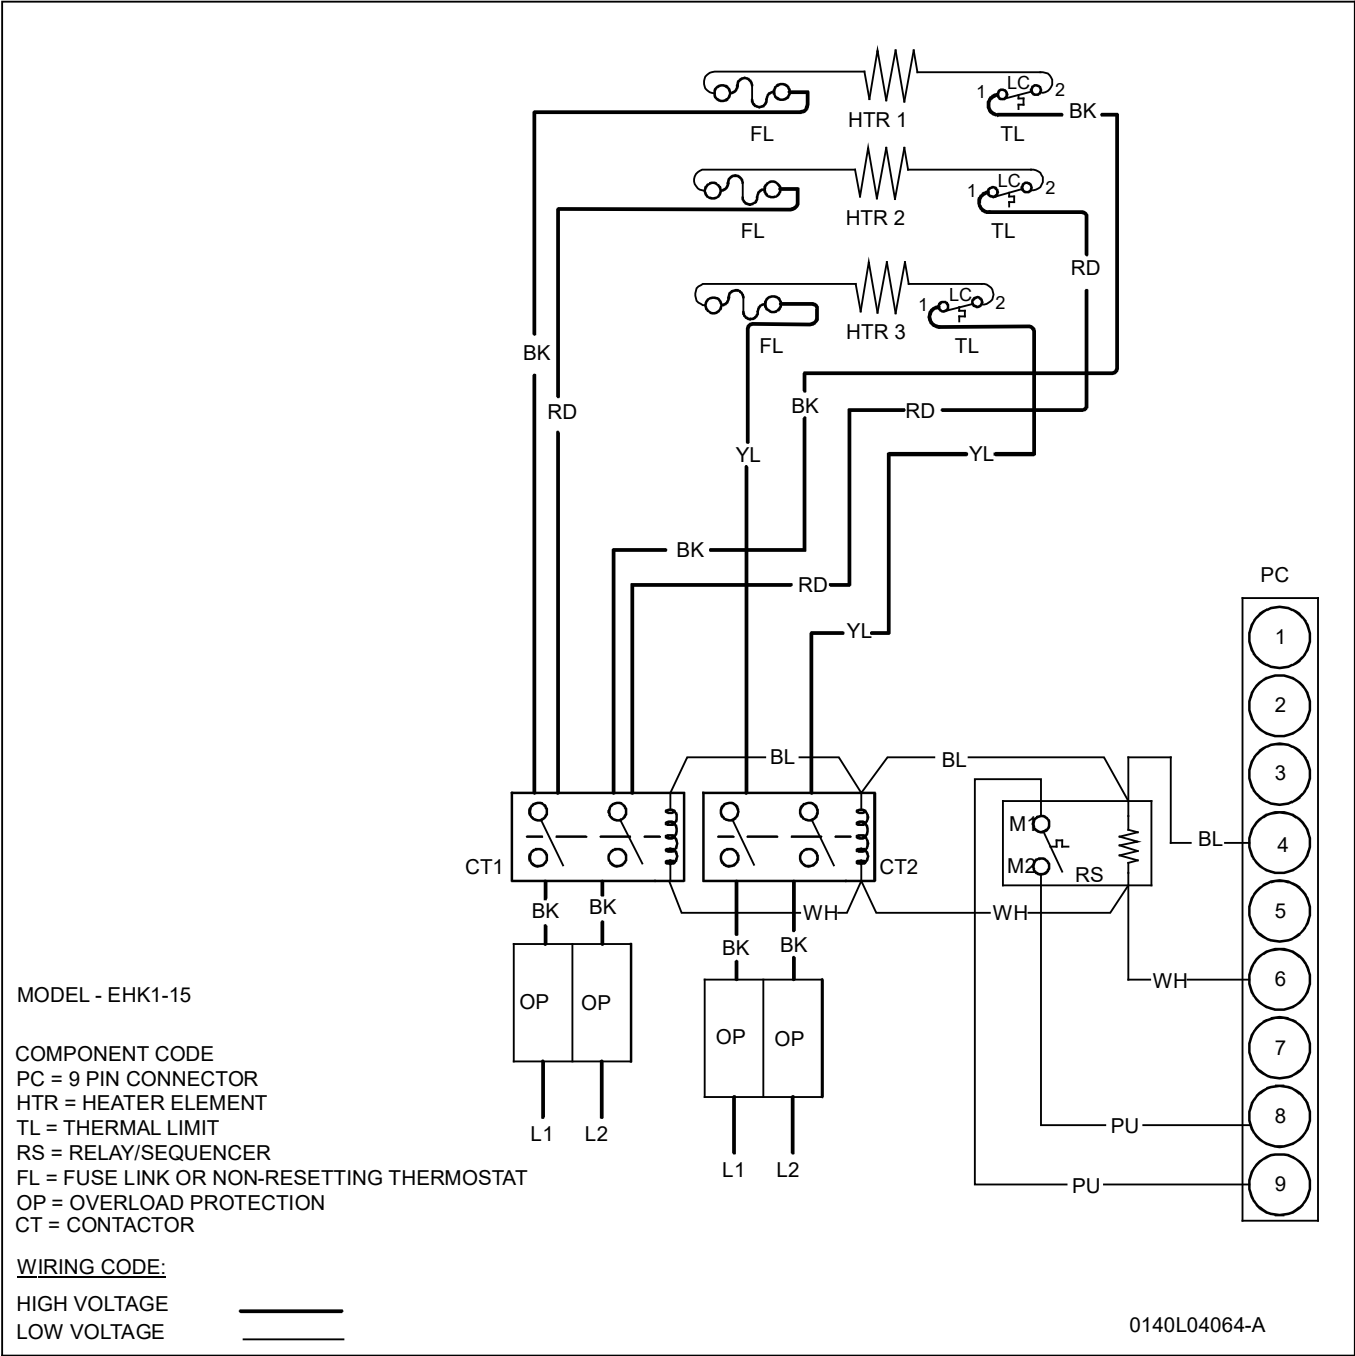 1 LC 2
BK
FL
HTR 1
TL
1 LC 2
FL
HTR 2
TL
RD
1 LC 2
FL
HTR 3
TL
BK
RD
BK
RD
YL
YL
BK
RD
YL
PC
1
2
3
4
5
6
7
8
9
BL
BL
BL
M1
M2
RS
CT1
CT2
BK
BK
WH
WH
BK
BK
WH
OP
OP
OP
OP
L1
L2
L1
L2
PU
PU
MODEL - EHK1-15
COMPONENT CODE
PC = 9 PIN CONNECTOR
HTR = HEATER ELEMENT
TL = THERMAL LIMIT
RS = RELAY/SEQUENCER
FL = FUSE LINK OR NON-RESETTING THERMOSTAT
OP = OVERLOAD PROTECTION
CT = CONTACTOR
WIRING CODE:
HIGH VOLTAGE
LOW VOLTAGE
0140L04064-A